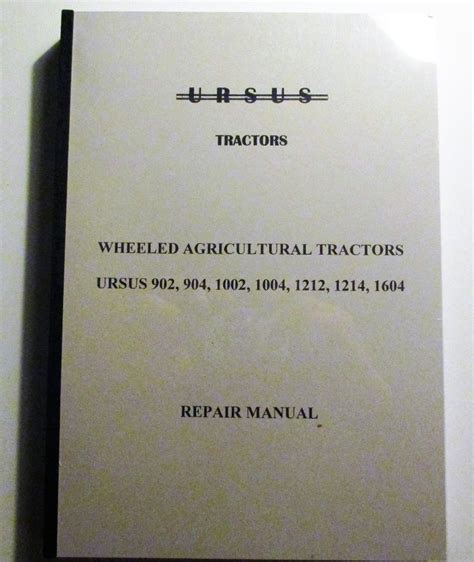 URSUS
TRACTORS
WHEELED AGRICULTURAL TRACTORS
URSUS 902, 904, 1002, 1004, 1212, 1214, 1604
REPAIR MANUAL